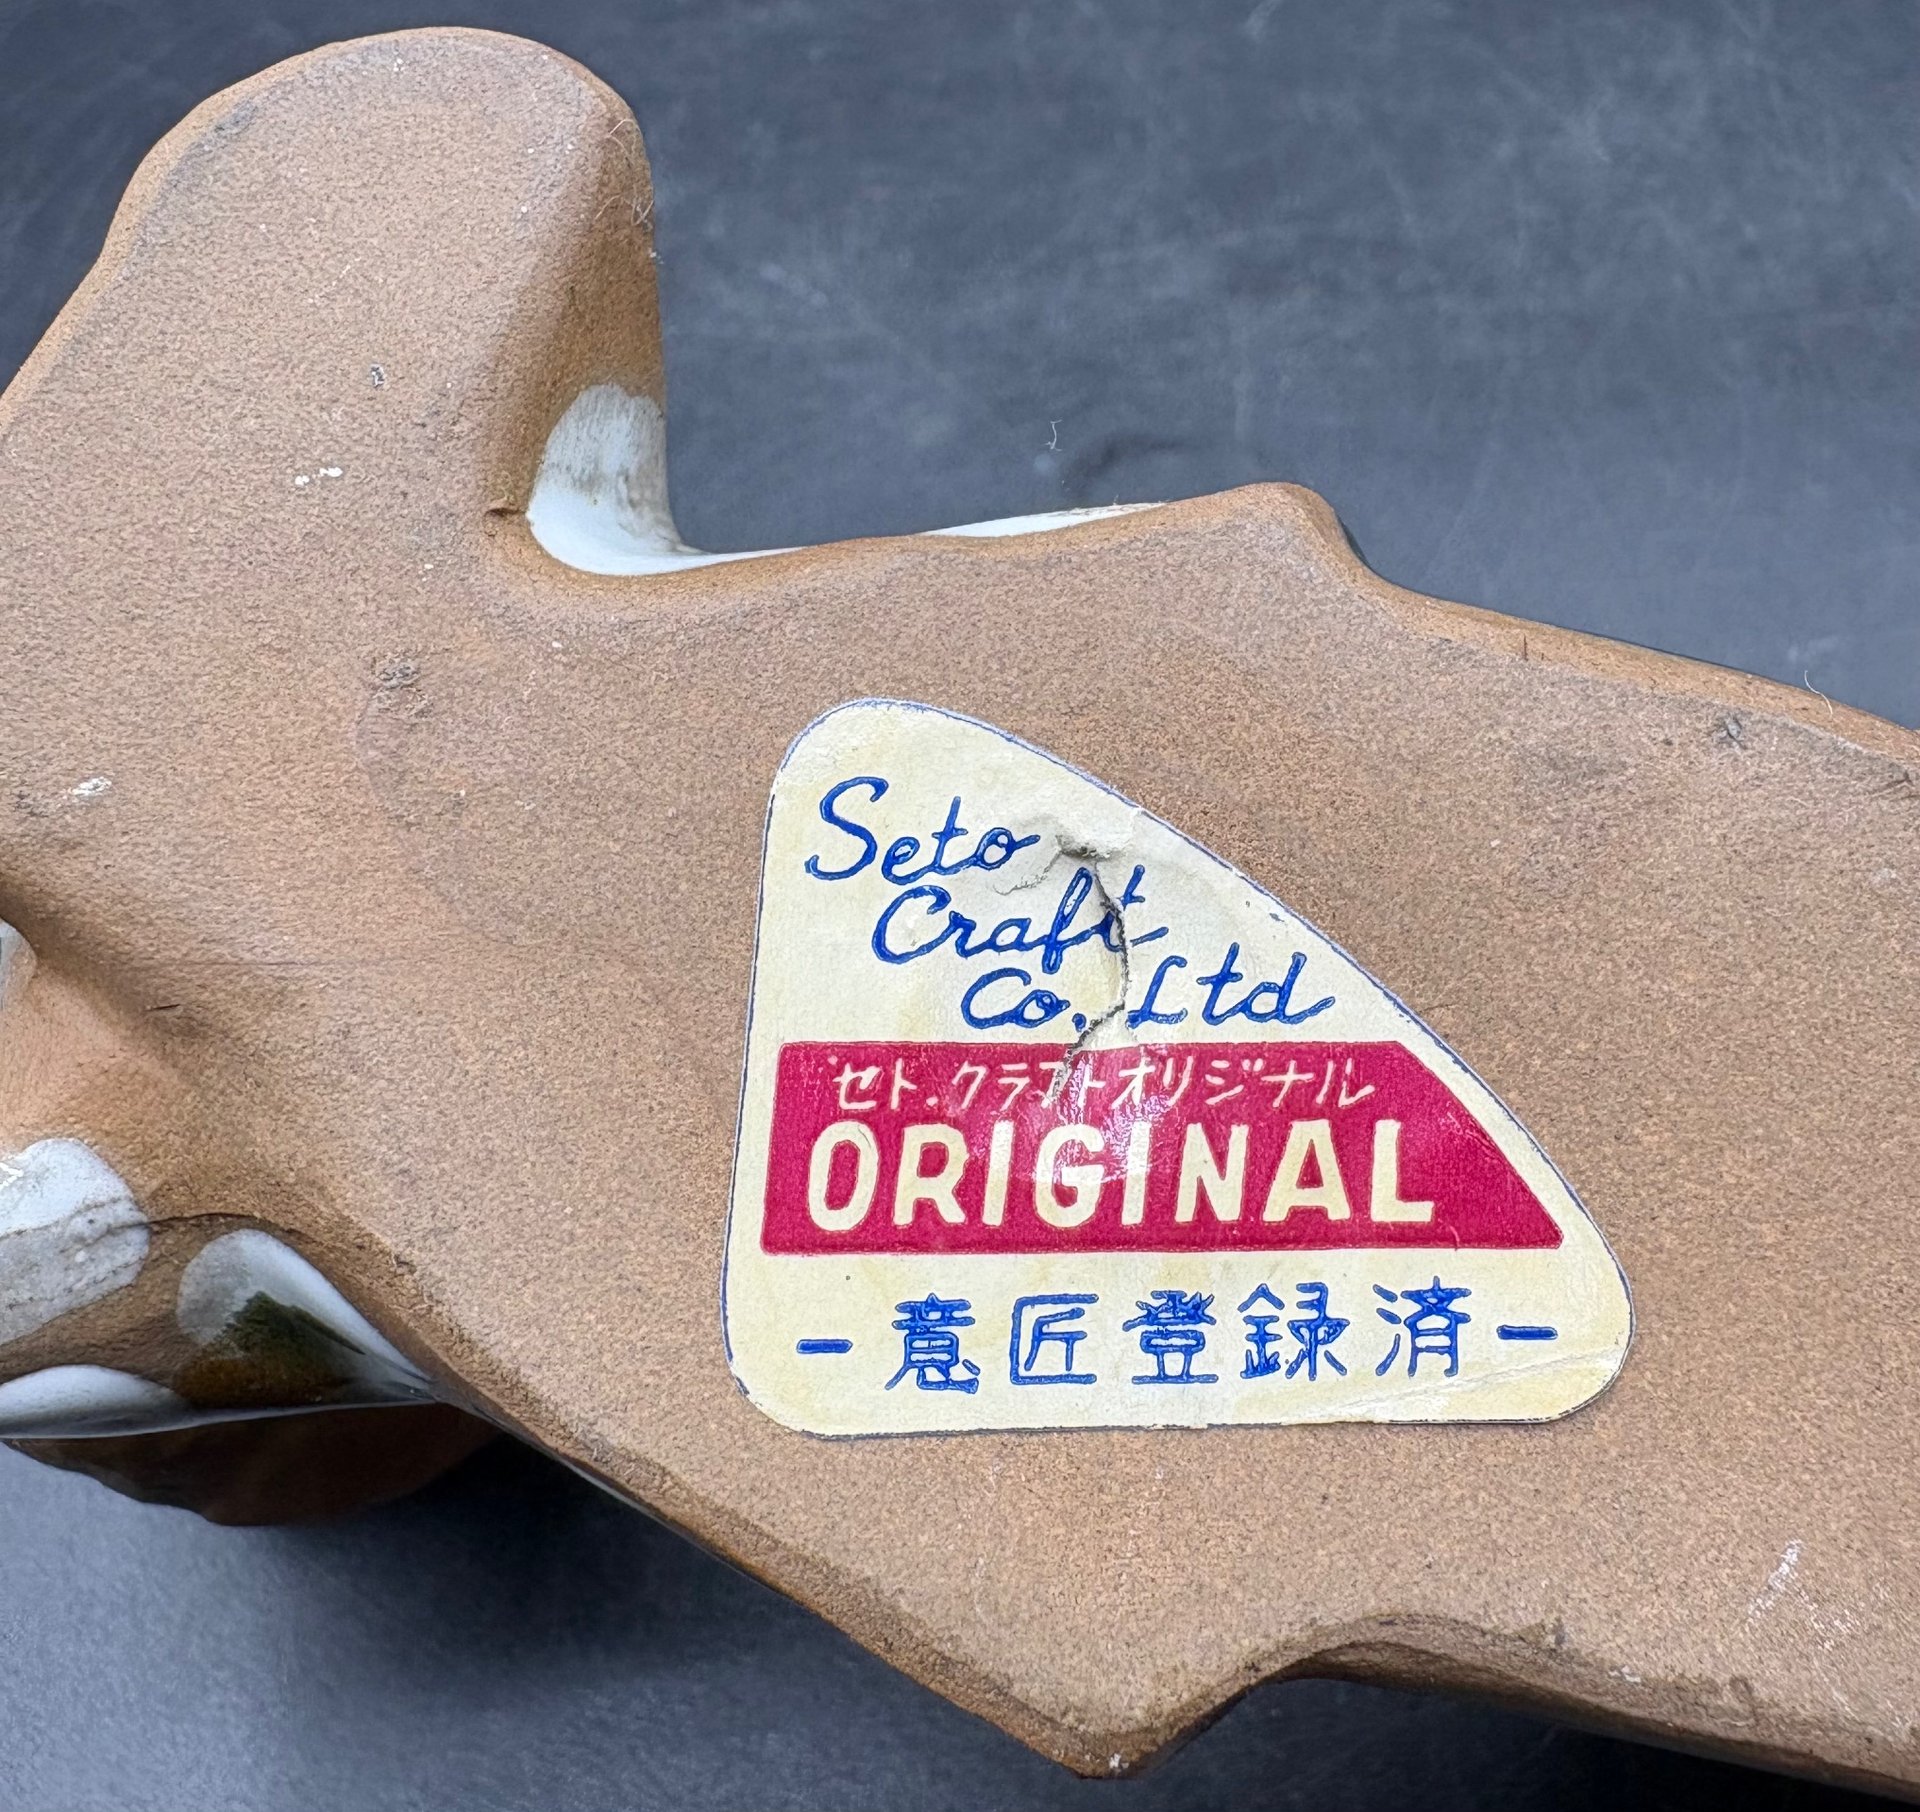 Seto
Craft
Co. Ltd
セト.クラフトオリジナル
ORIGINAL
-意匠登録済-